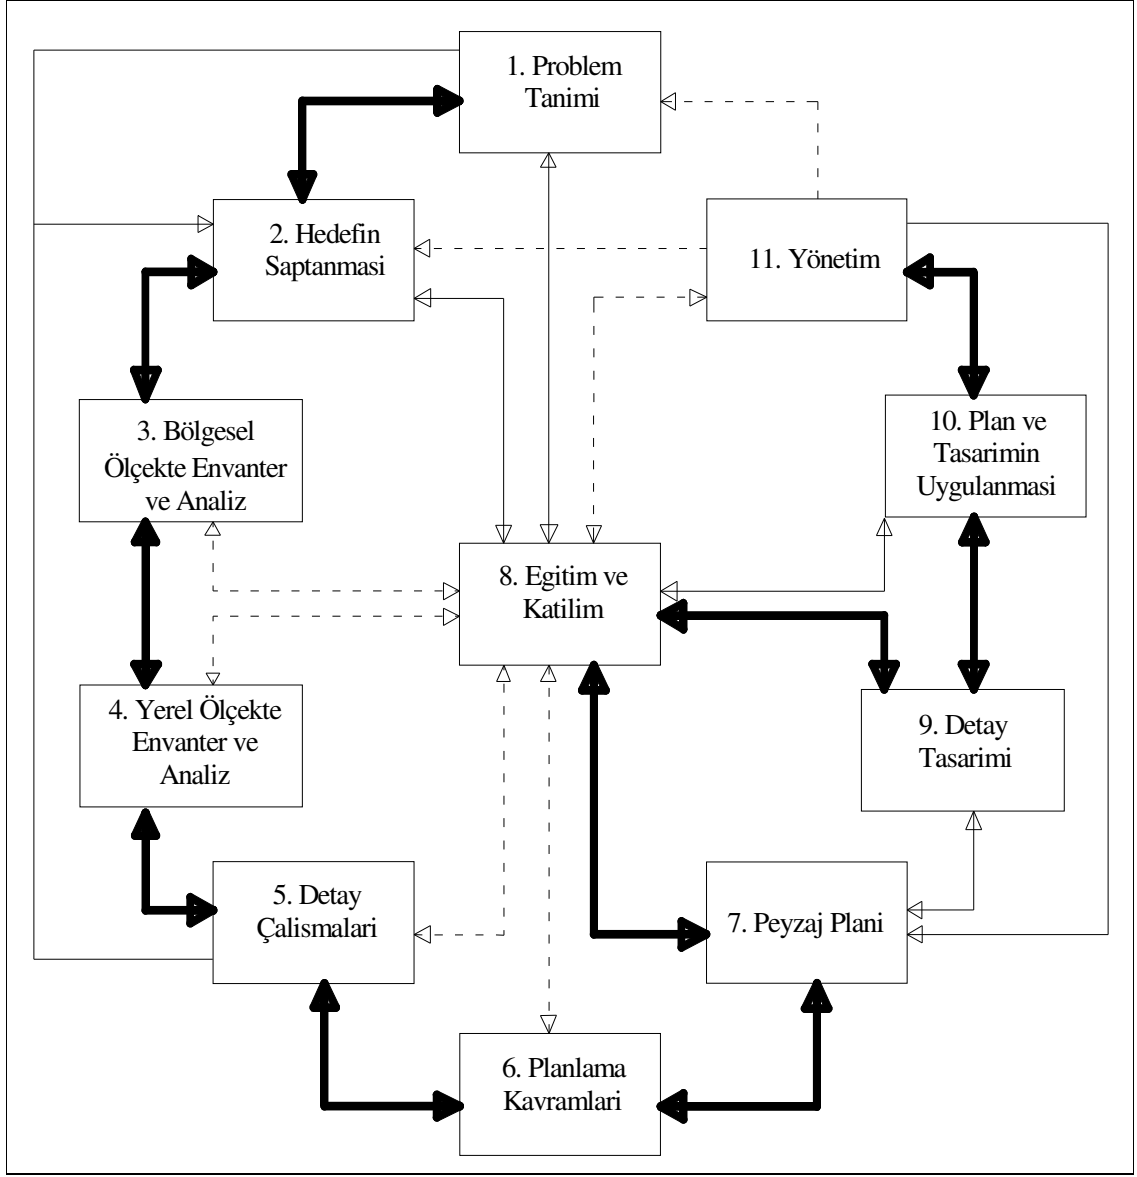 1. Problem
Tanimi
2. Hedefin
Saptanmasi
11. Yönetim
3. Bölgesel
Ölçekte Envanter
ve Analiz
10. Plan ve
Tasarimin
Uygulanmasi
8. Egitim ve
Katilim
4. Yerel Ölçekte
Envanter ve
Analiz
9. Detay
Tasarimi
5. Detay
Çalismalari
7. Peyzaj Plani
6. Planlama
Kavramlari